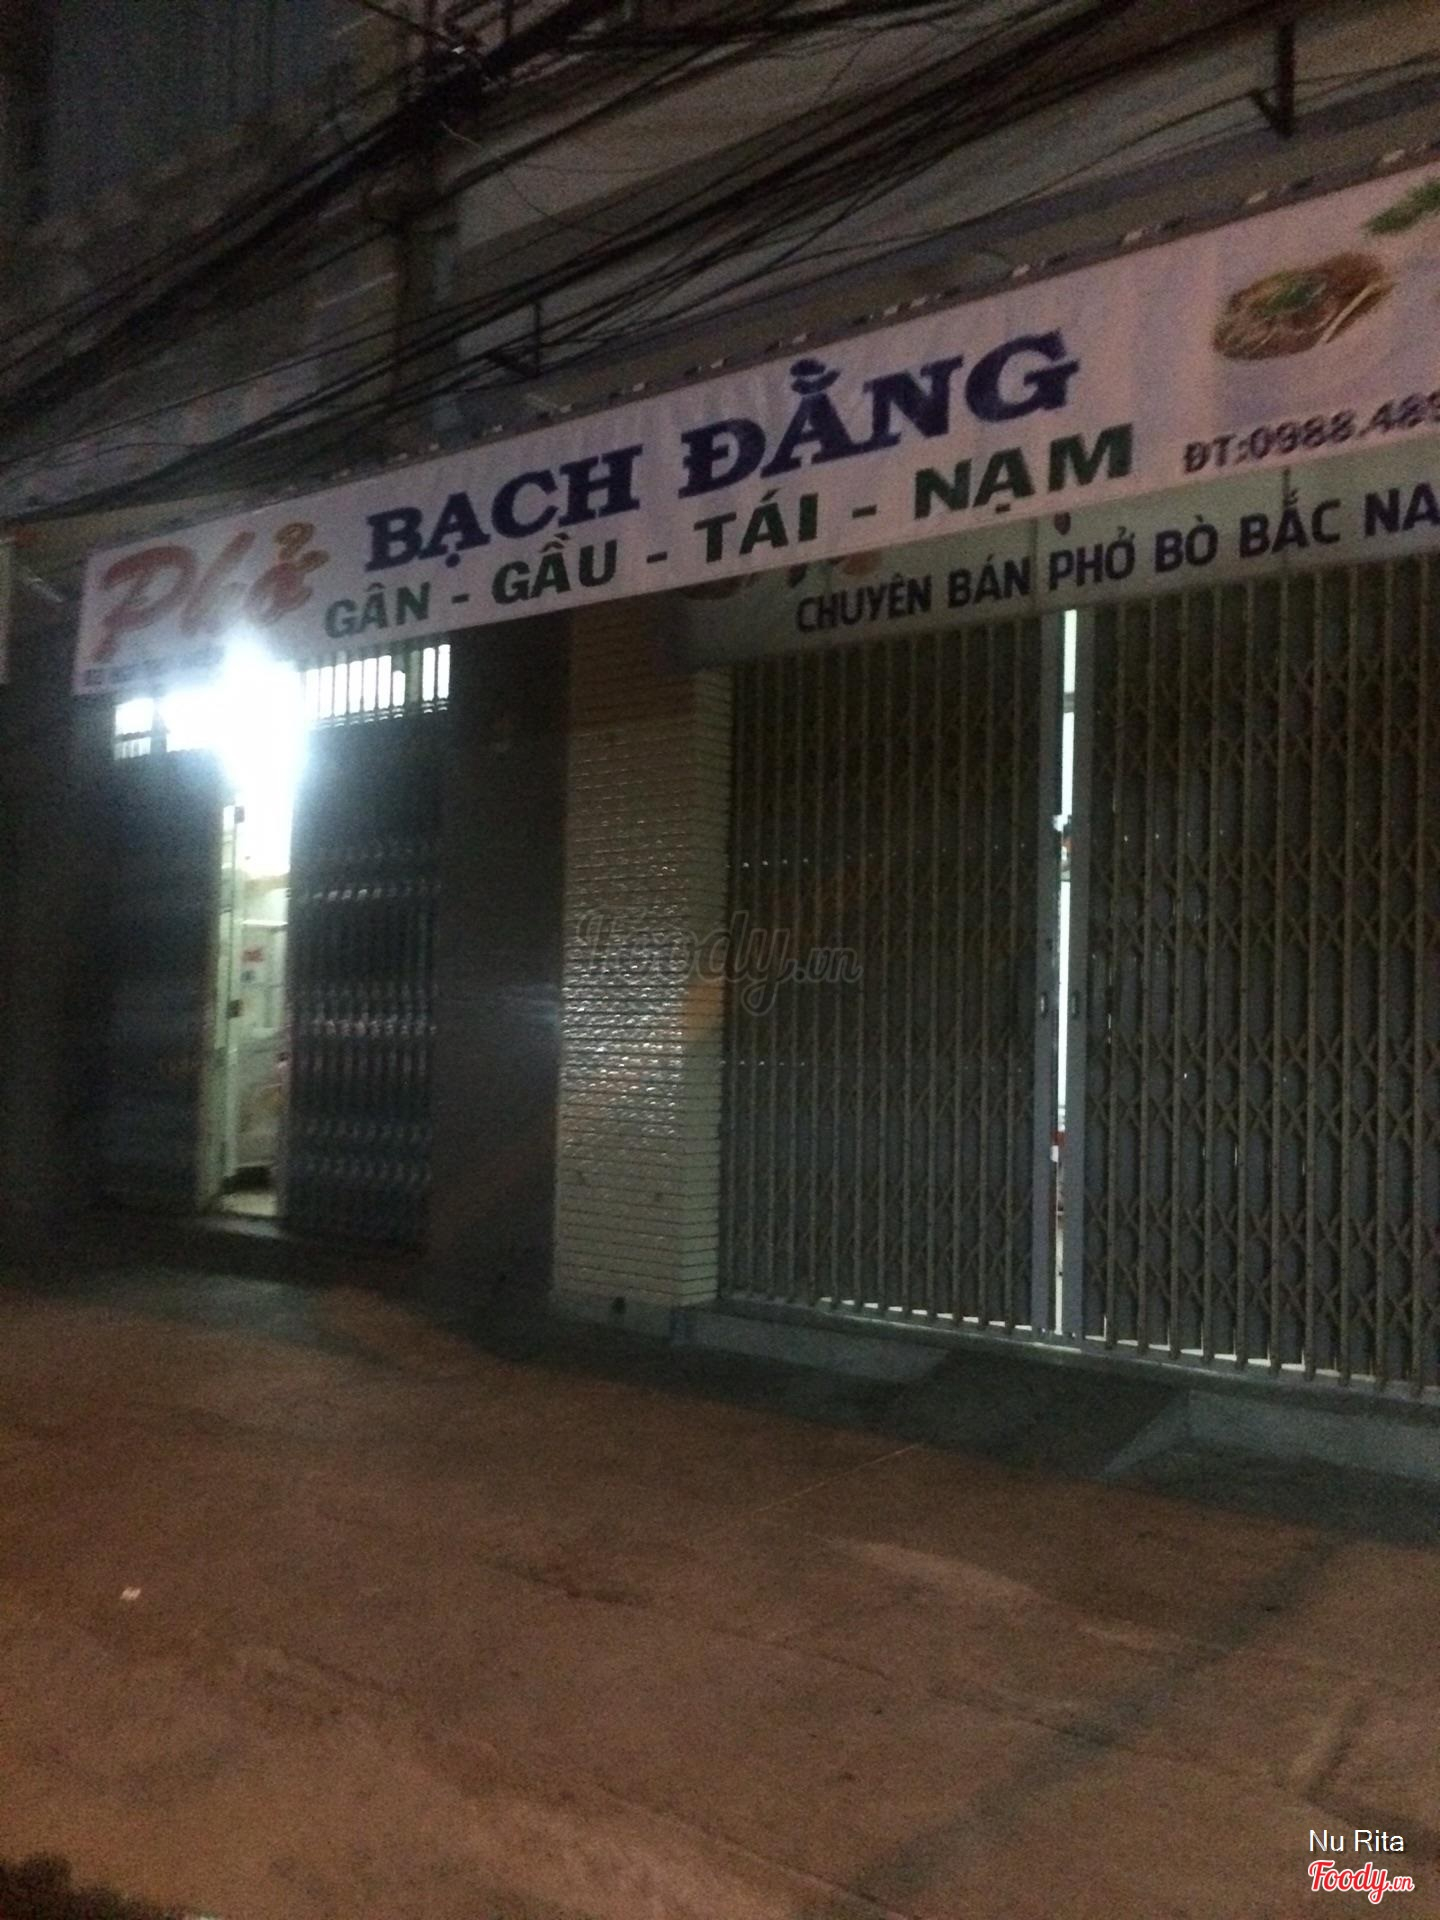 Phở BẠCH ĐẰNG
GÂN - GẦU - TÁI - NẠM
ĐT:0988.48
CHUYÊN BÁN PHỞ BÒ BẮC NA
Foody.vn
Nu Rita
Foody.vn